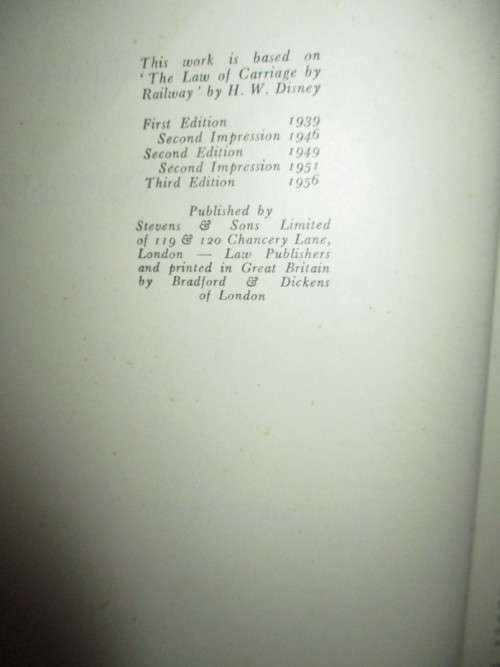 This work is based on
'The Law of Carriage by
Railway' by H. W. Disney
First Edition 1939
Second Impression 1946
Second Edition 1949
Second Impression 1951
Third Edition 1956
Published by
Stevens & Sons Limited
of 119 & 120 Chancery Lane,
London — Law Publishers
and printed in Great Britain
by Bradford & Dickens
of London